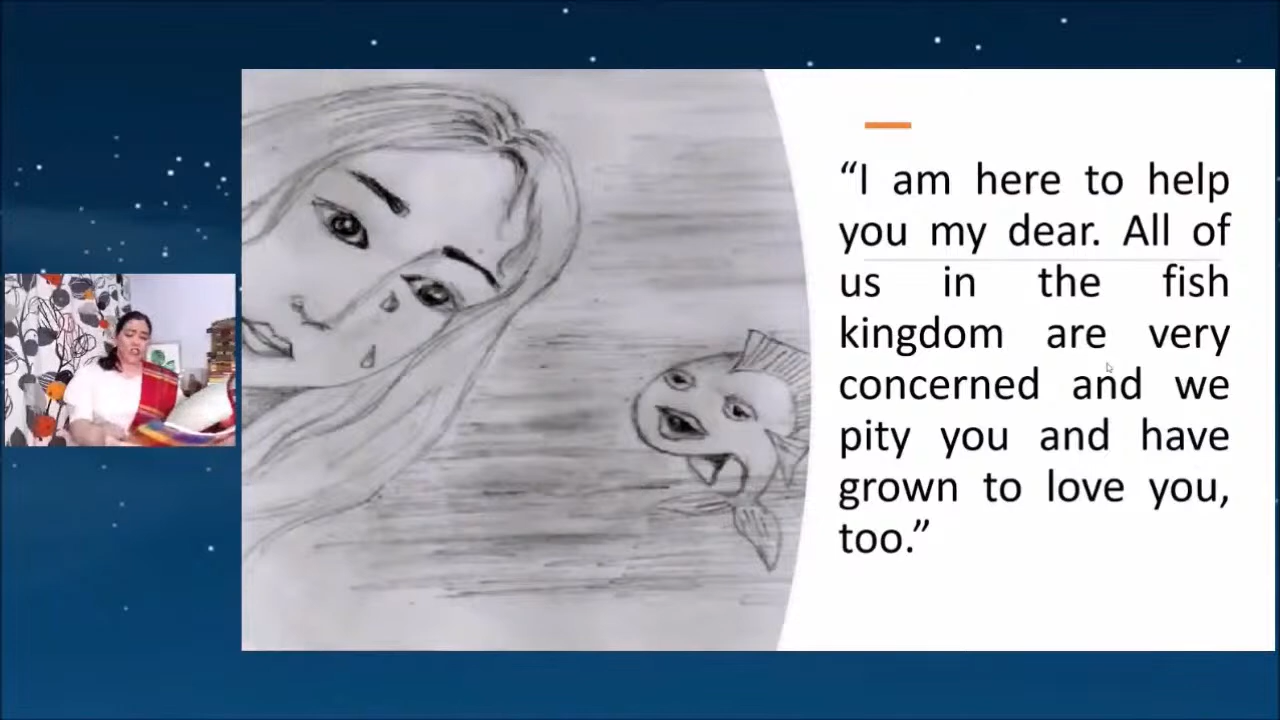 “I am here to help
you my dear. All of
us in the fish
kingdom are very
concerned and we
pity you and have
grown to love you,
too.”